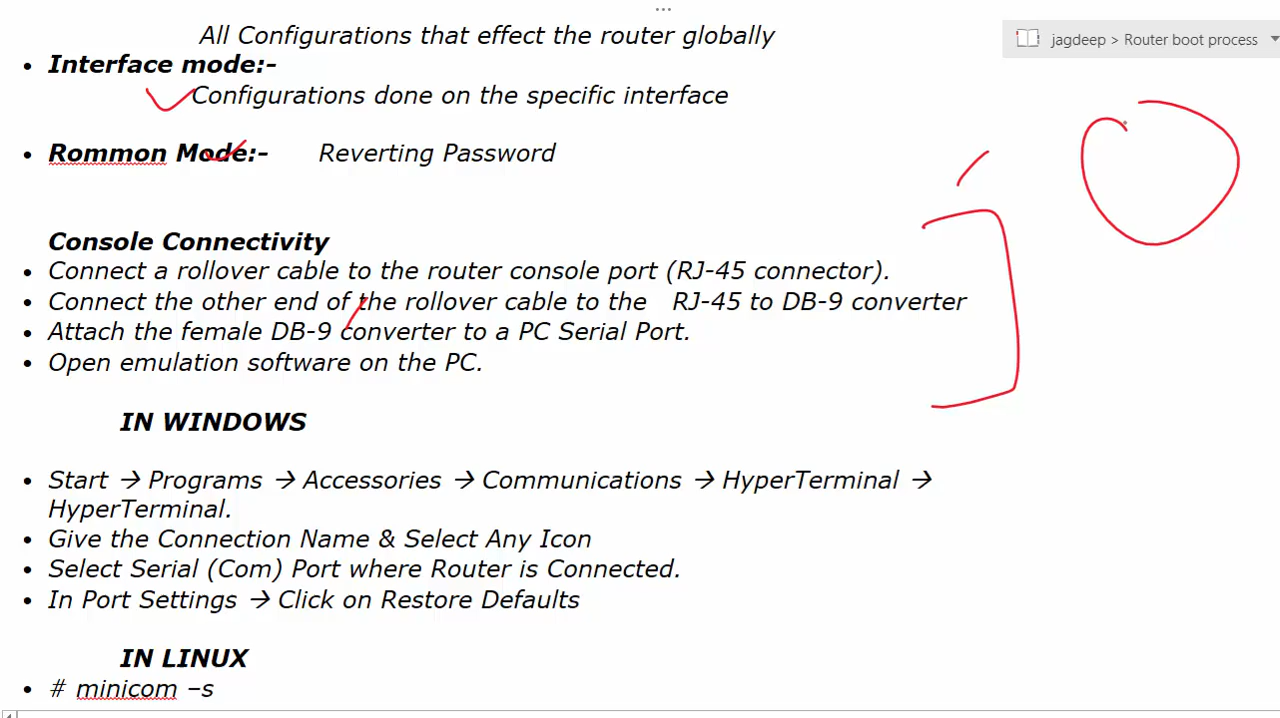 All Configurations that effect the router globally
jagdeep > Router boot process
• Interface mode:-
Configurations done on the specific interface
• Rommon Mode:- Reverting Password
Console Connectivity
• Connect a rollover cable to the router console port (RJ-45 connector).
• Connect the other end of the rollover cable to the RJ-45 to DB-9 converter
• Attach the female DB-9 converter to a PC Serial Port.
• Open emulation software on the PC.
IN WINDOWS
• Start → Programs → Accessories → Communications → HyperTerminal →
HyperTerminal.
• Give the Connection Name & Select Any Icon
• Select Serial (Com) Port where Router is Connected.
• In Port Settings → Click on Restore Defaults
IN LINUX
• # minicom –s